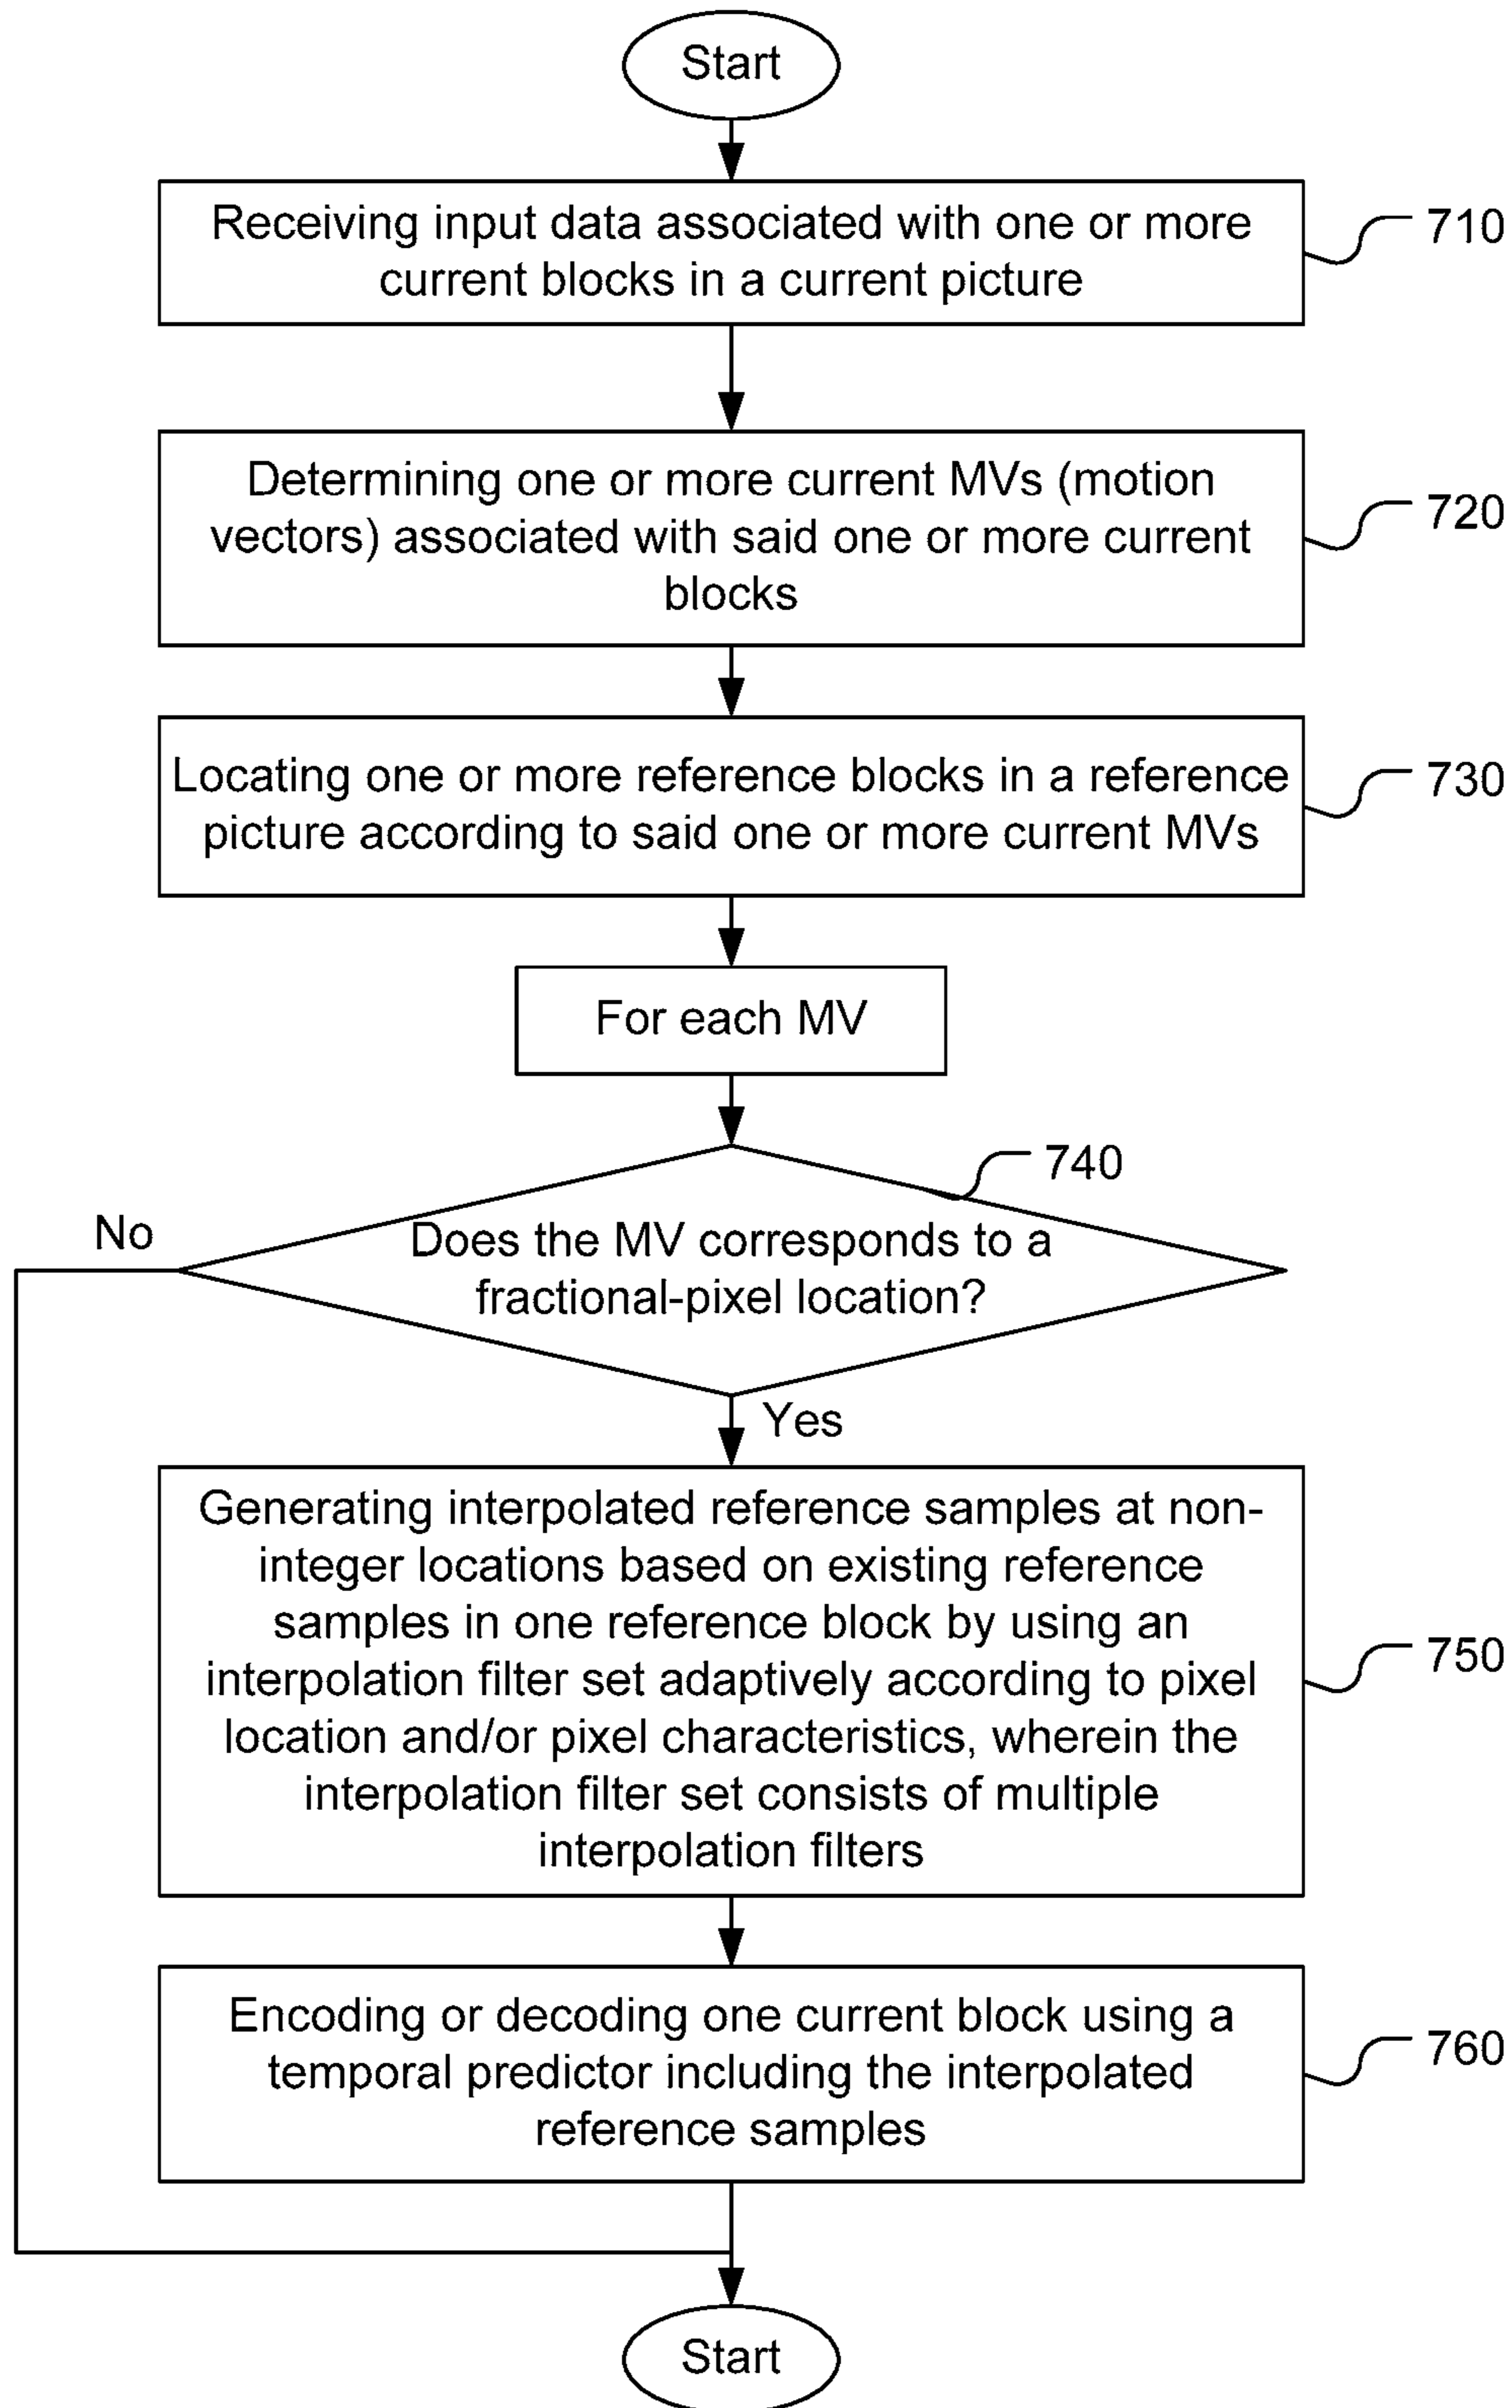 Start
Receiving input data associated with one or more
current blocks in a current picture
710
Determining one or more current MVs (motion
vectors) associated with said one or more current
blocks
720
Locating one or more reference blocks in a reference
picture according to said one or more current MVs
730
For each MV
740
No
Does the MV corresponds to a
fractional-pixel location?
Yes
Generating interpolated reference samples at non-
integer locations based on existing reference
samples in one reference block by using an
interpolation filter set adaptively according to pixel
location and/or pixel characteristics, wherein the
interpolation filter set consists of multiple
interpolation filters
750
Encoding or decoding one current block using a
temporal predictor including the interpolated
reference samples
760
Start